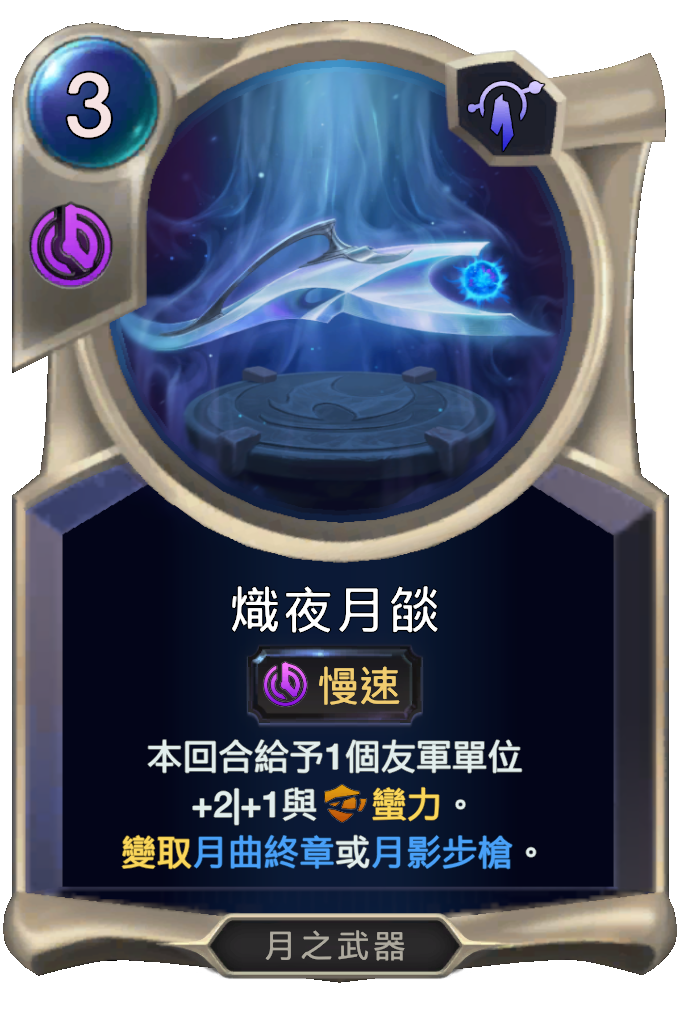 3
熾夜月燄
慢速
本回合給予1個友軍單位
+2|+1與蠻力。
變取月曲終章或月影步槍。
月之武器